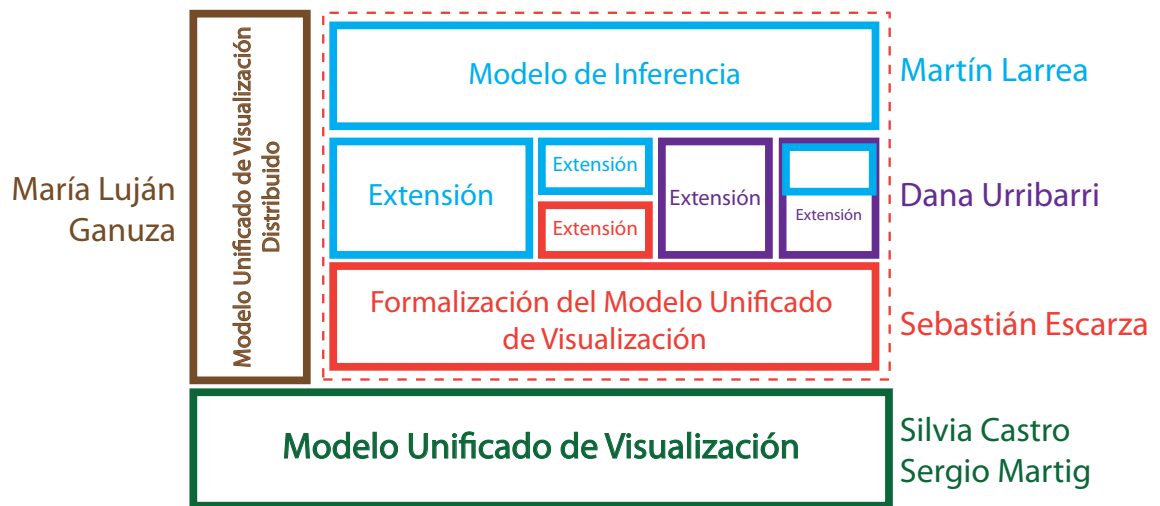 María Luján
Ganuza
Modelo Unificado de Visualización
Distribuido
Modelo de Inferencia
Martín Larrea
Extensión
Extensión
Extensión
Extensión
Extensión
Dana Urribarri
Formalización del Modelo Unificado
de Visualización
Sebastián Escarza
Modelo Unificado de Visualización
Silvia Castro
Sergio Martig